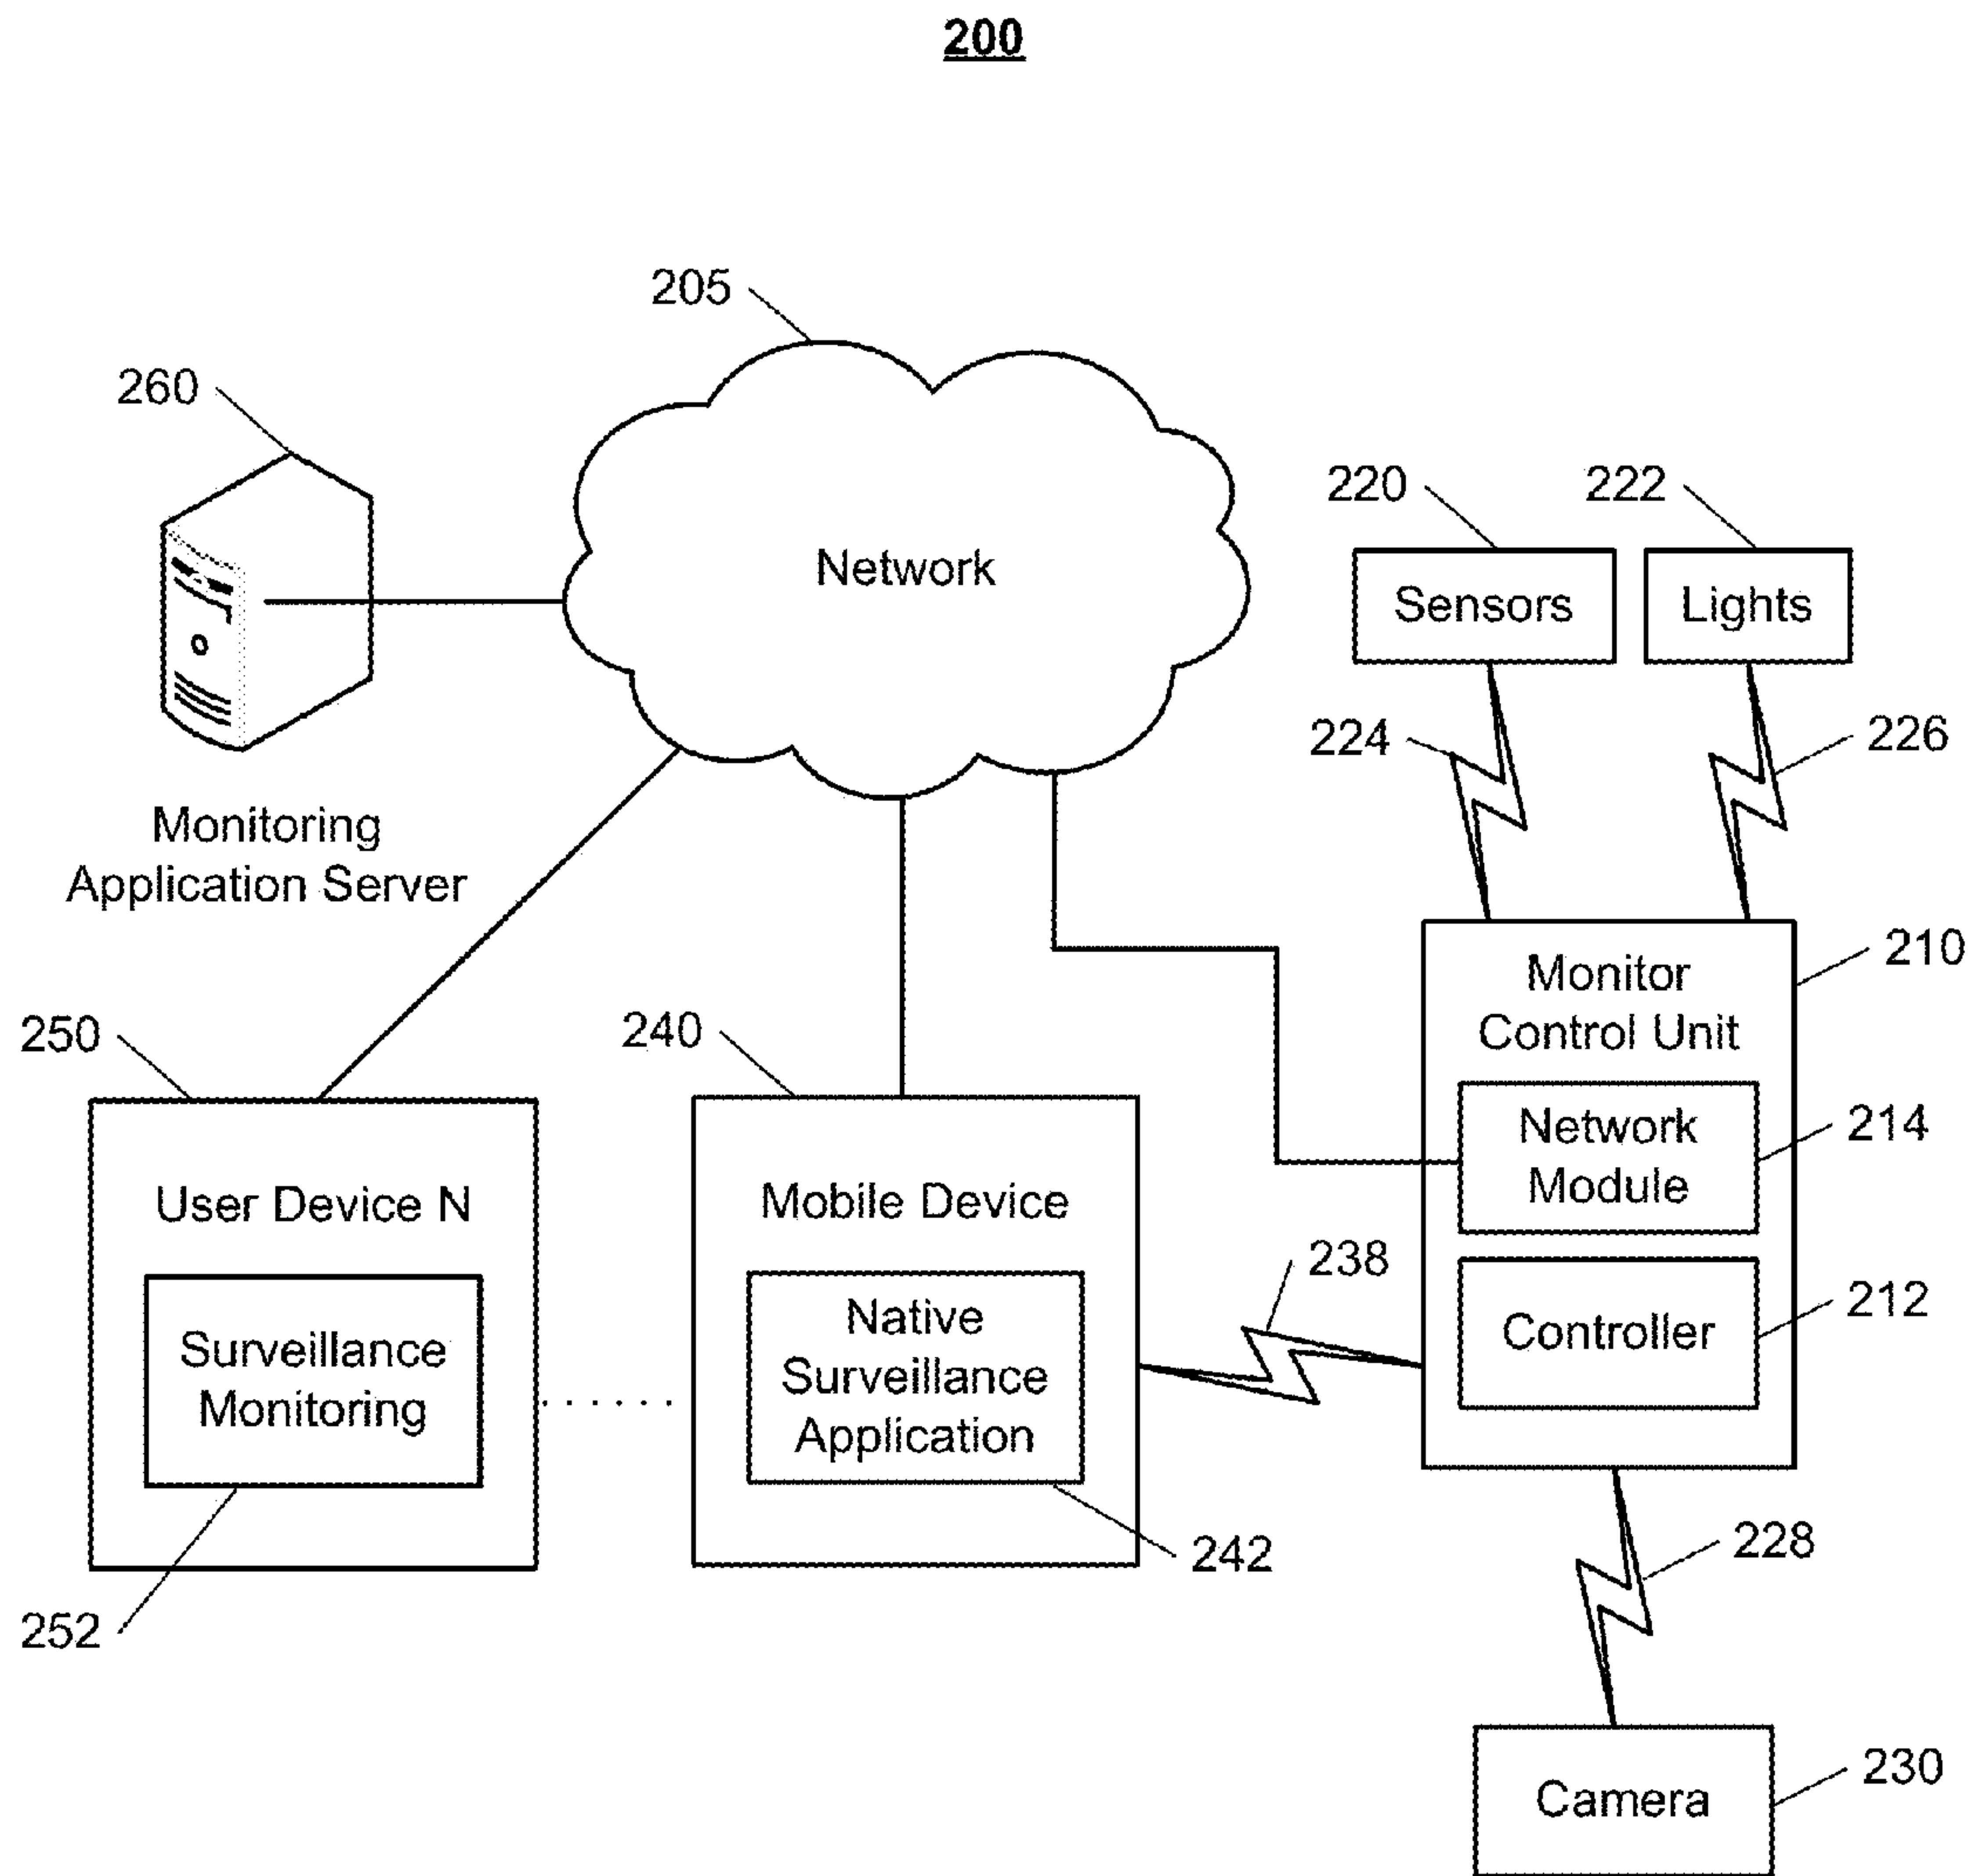 200
205
260
Network
220
222
Sensors
Lights
224
226
Monitoring
Application Server
210
Monitor
Control Unit
250
240
214
Network
Module
User Device N
Mobile Device
238
212
Controller
Surveillance
Monitoring
Native
Surveillance
Application
242
228
252
230
Camera